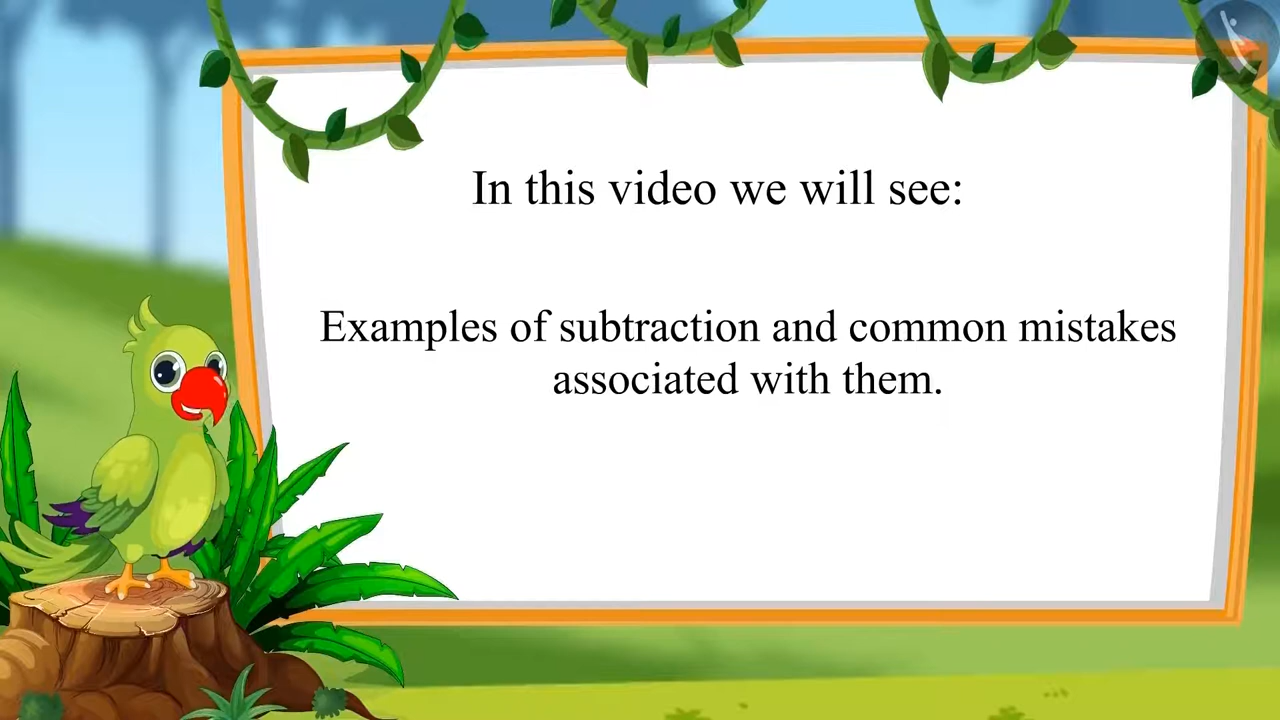 In this video we will see:
Examples of subtraction and common mistakes
associated with them.